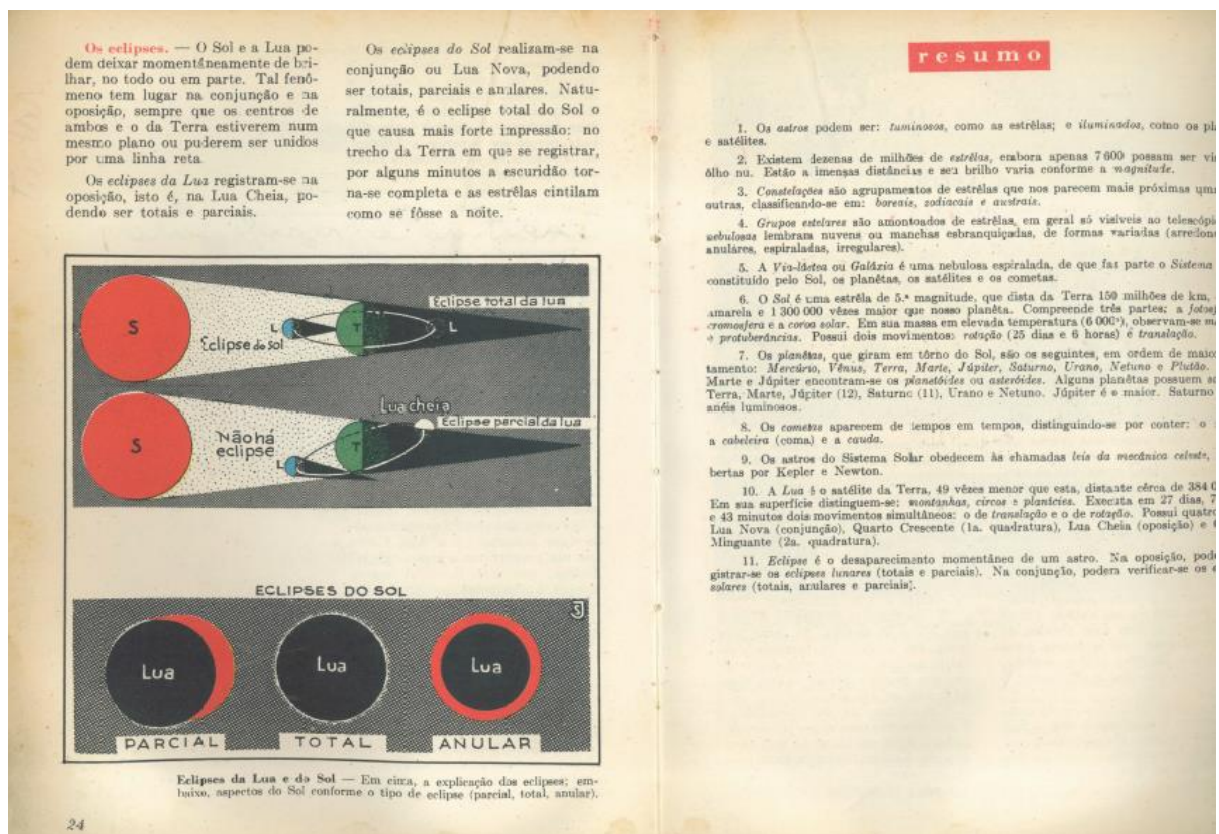 Os eclipses. — O Sol e a Lua po-
dem deixar momentâneamente de bri-
lhar, no todo ou em parte. Tal fenô-
meno tem lugar na conjunção e na
oposição, sempre que os centros de
ambos e o da Terra estiverem num
mesmo plano ou puderem ser unidos
por uma linha reta
Os eclipses da Lua registram-se na
oposição, isto é, na Lua Cheia, po-
dendo ser totais e parciais.
Os eclipses do Sol realizam-se na
conjunção ou Lua Nova, podendo
ser totais, parciais e anulares. Natu-
ralmente, é o eclipse total do Sol o
que causa mais forte impressão: no
trecho da Terra em que se registrar,
por alguns minutos a escuridão tor-
na-se completa e as estrêlas cintilam
como se fôsse a noite.
Eclipse total da lua
S
L
T
L
Eclipse do sol
Lua cheia
Eclipse parcial da lua
S
Não há
eclipse
L
T
ECLIPSES DO SOL
Lua
Lua
Lua
PARCIAL
TOTAL
ANULAR
Eclipses da Lua e do Sol — Em cima, a explicação dos eclipses; em-
baixo, aspectos do Sol conforme o tipo de eclipse (parcial, total, anular).
24
resumo
1. Os astros podem ser: luminosos, como as estrêlas; e iluminados, como os
e satélites.
2. Existem dezenas de milhões de estrêlas, embora apenas 7 600 possam ser
ôlho nu. Estão a imensas distâncias e seu brilho varia conforme a magnitude.
3. Constelações são agrupamentos de estrêlas que nos parecem mais próximas
outras, classificando-se em: boreais, zodiacais e austrais.
4. Grupos estelares são amontoados de estrêlas, em geral só visíveis ao
nebulosas lembram nuvens ou manchas esbranquiçadas, de formas variadas
anulares, espiraladas, irregulares).
5. A Via-láctea ou Galáxia é uma nebulosa espiralada, de que faz parte o Sistema
constituído pelo Sol, os planêtas, os satélites e os cometas.
6. O Sol é uma estrêla de 5.ª magnitude, que dista da Terra 150 milhões de km,
amarela e 1 300 000 vêzes maior que nosso planêta. Compreende três partes; a
cromosfera e a coroa solar. Em sua massa em elevada temperatura (6 000°), observam-se
e protuberâncias. Possui dois movimentos: rotação (25 dias e 6 horas) e translação.
7. Os planêtas, que giram em tôrno do Sol, são os seguintes, em ordem de
tamento: Mercúrio, Vênus, Terra, Marte, Júpiter, Saturno, Urano, Netuno e Plutão.
Marte e Júpiter encontram-se os planetóides ou asteróides. Alguns planêtas possuem
Terra, Marte, Júpiter (12), Saturno (11), Urano e Netuno. Júpiter é o maior. Saturno
anéis luminosos.
8. Os cometas aparecem de tempos em tempos, distinguindo-se por conter: o
a cabeleira (coma) e a cauda.
9. Os astros do Sistema Solar obedecem às chamadas leis da mecânica celeste,
bertas por Kepler e Newton.
10. A Lua é o satélite da Terra, 49 vêzes menor que esta, distante cêrca de 384
Em sua superfície distinguem-se: montanhas, circos e planícies. Executa em 27 dias, 7
e 43 minutos dois movimentos simultâneos: o de translação e o de rotação. Possui
Lua Nova (conjunção), Quarto Crescente (1a. quadratura), Lua Cheia (oposição) e
Minguante (2a. quadratura).
11. Eclipse é o desaparecimento momentâneo de um astro. Na oposição,
gistrar-se os eclipses lunares (totais e parciais). Na conjunção, podera verificar-se os
solares (totais, anulares e parciais).